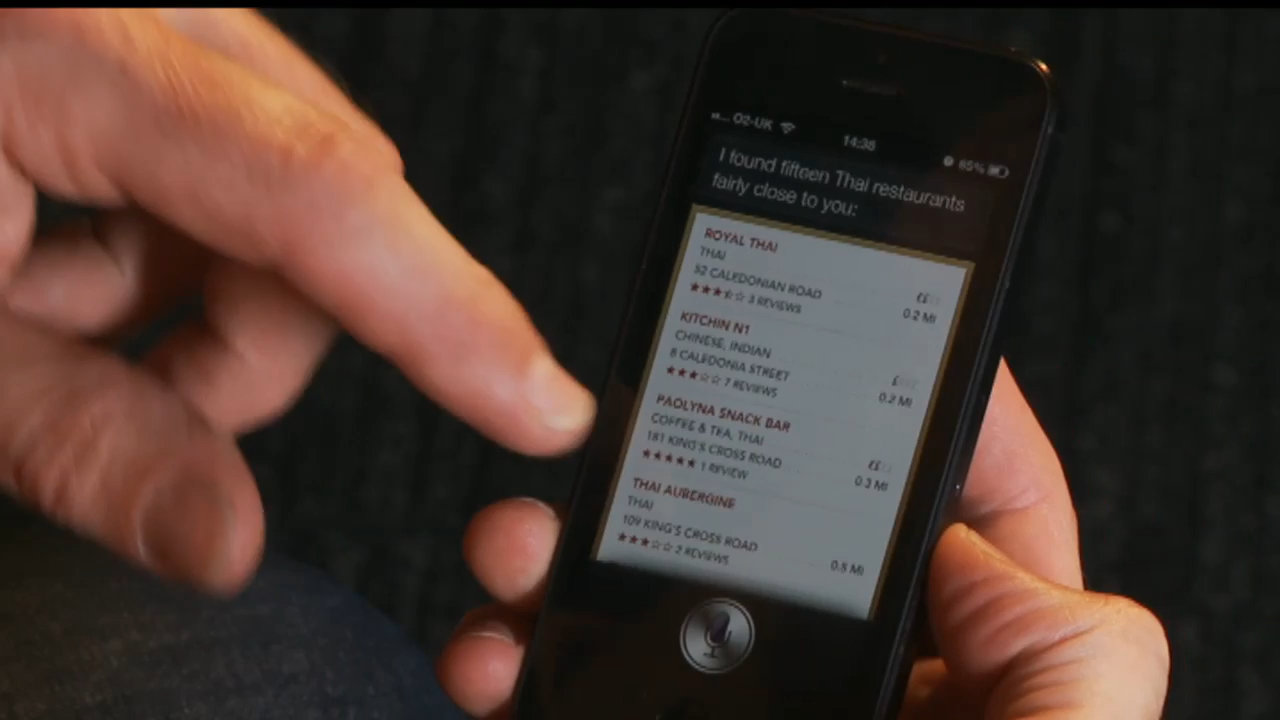 O2-UK
14:38
65%
I found fifteen Thai restaurants
fairly close to you:
ROYAL THAI
THAI
52 CALEDONIAN ROAD
3 REVIEWS
££
0.2 MI
KITCHIN N1
CHINESE, INDIAN
8 CALEDONIA STREET
7 REVIEWS
£
0.2 MI
PAOLYNA SNACK BAR
COFFEE & TEA, THAI
181 KING'S CROSS ROAD
1 REVIEW
££
0.3 MI
THAI AUBERGINE
THAI
109 KING'S CROSS ROAD
2 REVIEWS
0.5 MI